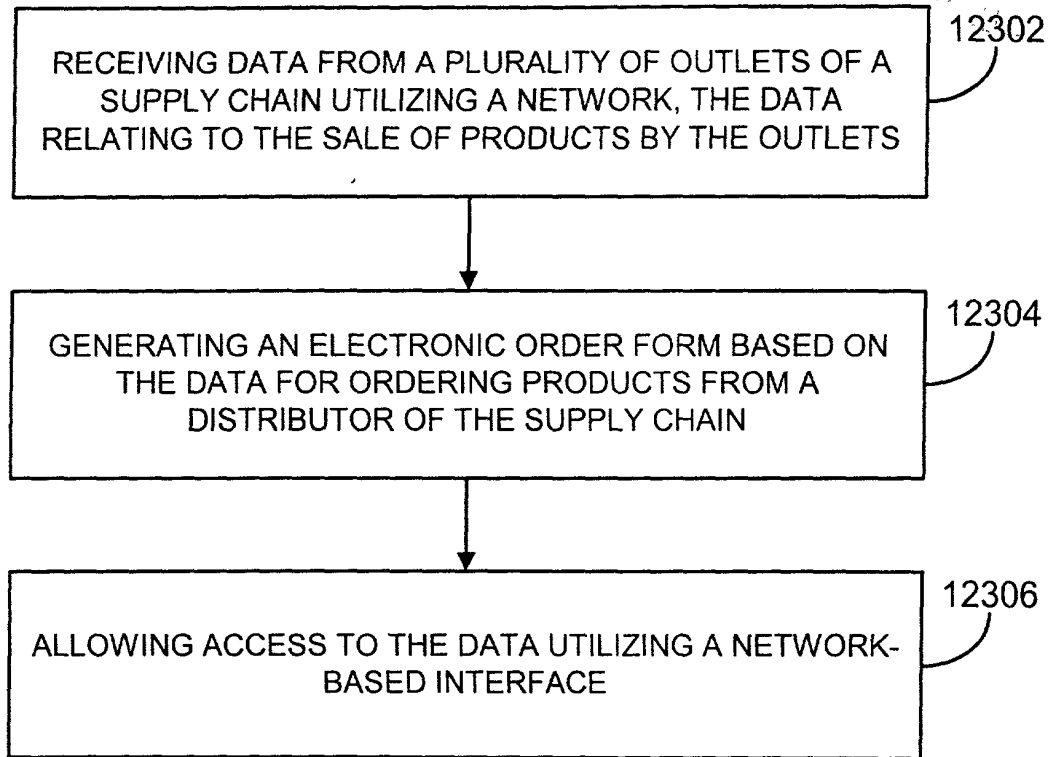 12302
RECEIVING DATA FROM A PLURALITY OF OUTLETS OF A
SUPPLY CHAIN UTILIZING A NETWORK, THE DATA
RELATING TO THE SALE OF PRODUCTS BY THE OUTLETS
12304
GENERATING AN ELECTRONIC ORDER FORM BASED ON
THE DATA FOR ORDERING PRODUCTS FROM A
DISTRIBUTOR OF THE SUPPLY CHAIN
12306
ALLOWING ACCESS TO THE DATA UTILIZING A NETWORK-
BASED INTERFACE